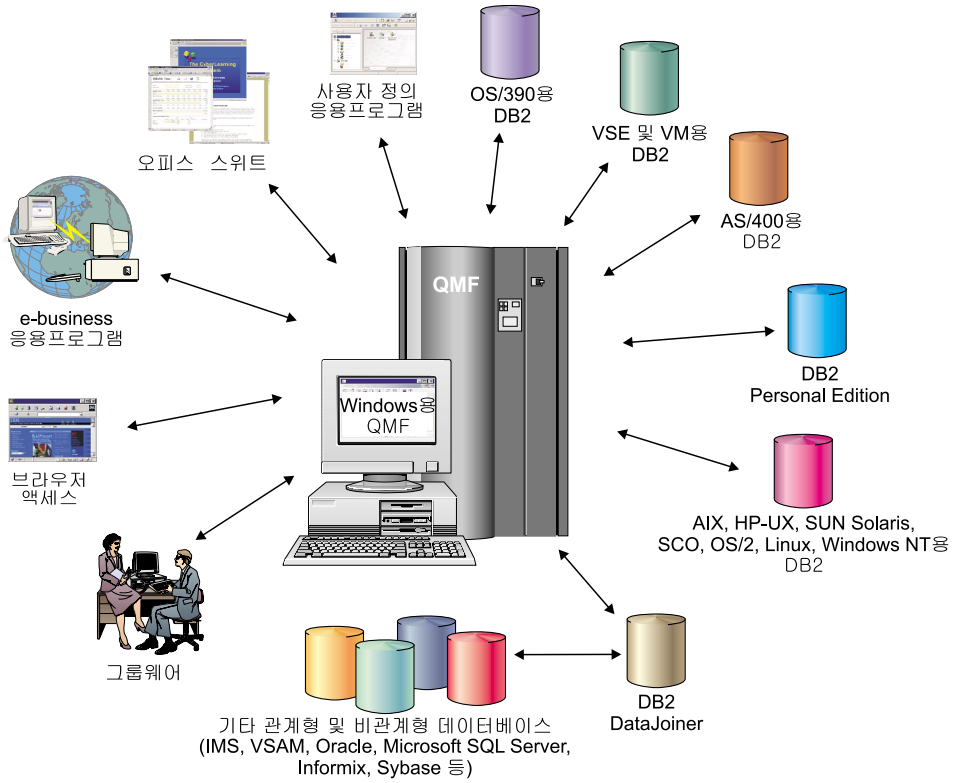 The CyberLearning
오피스 스위트
사용자 정의
응용프로그램
OS/390용
DB2
VSE 및 VM용
DB2
AS/400용
DB2
e-business
응용프로그램
QMF
Windows용
QMF
DB2
Personal Edition
브라우저
액세스
AIX, HP-UX, SUN Solaris,
SCO, OS/2, Linux, Windows NT용
DB2
그룹웨어
DB2
DataJoiner
기타 관계형 및 비관계형 데이터베이스
(IMS, VSAM, Oracle, Microsoft SQL Server,
Informix, Sybase 등)